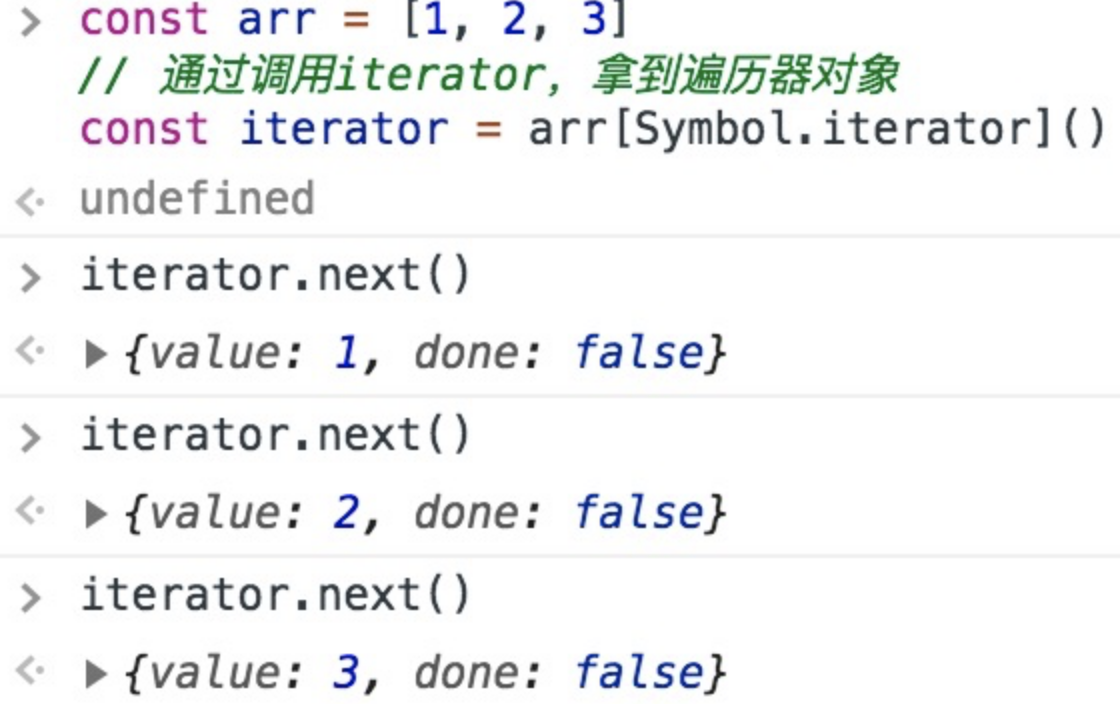 const arr = [1, 2, 3]
// 通过调用iterator, 拿到遍历器对象
const iterator = arr[Symbol.iterator]()
undefined
iterator.next()
{value: 1, done: false}
iterator.next()
{value: 2, done: false}
iterator.next()
{value: 3, done: false}